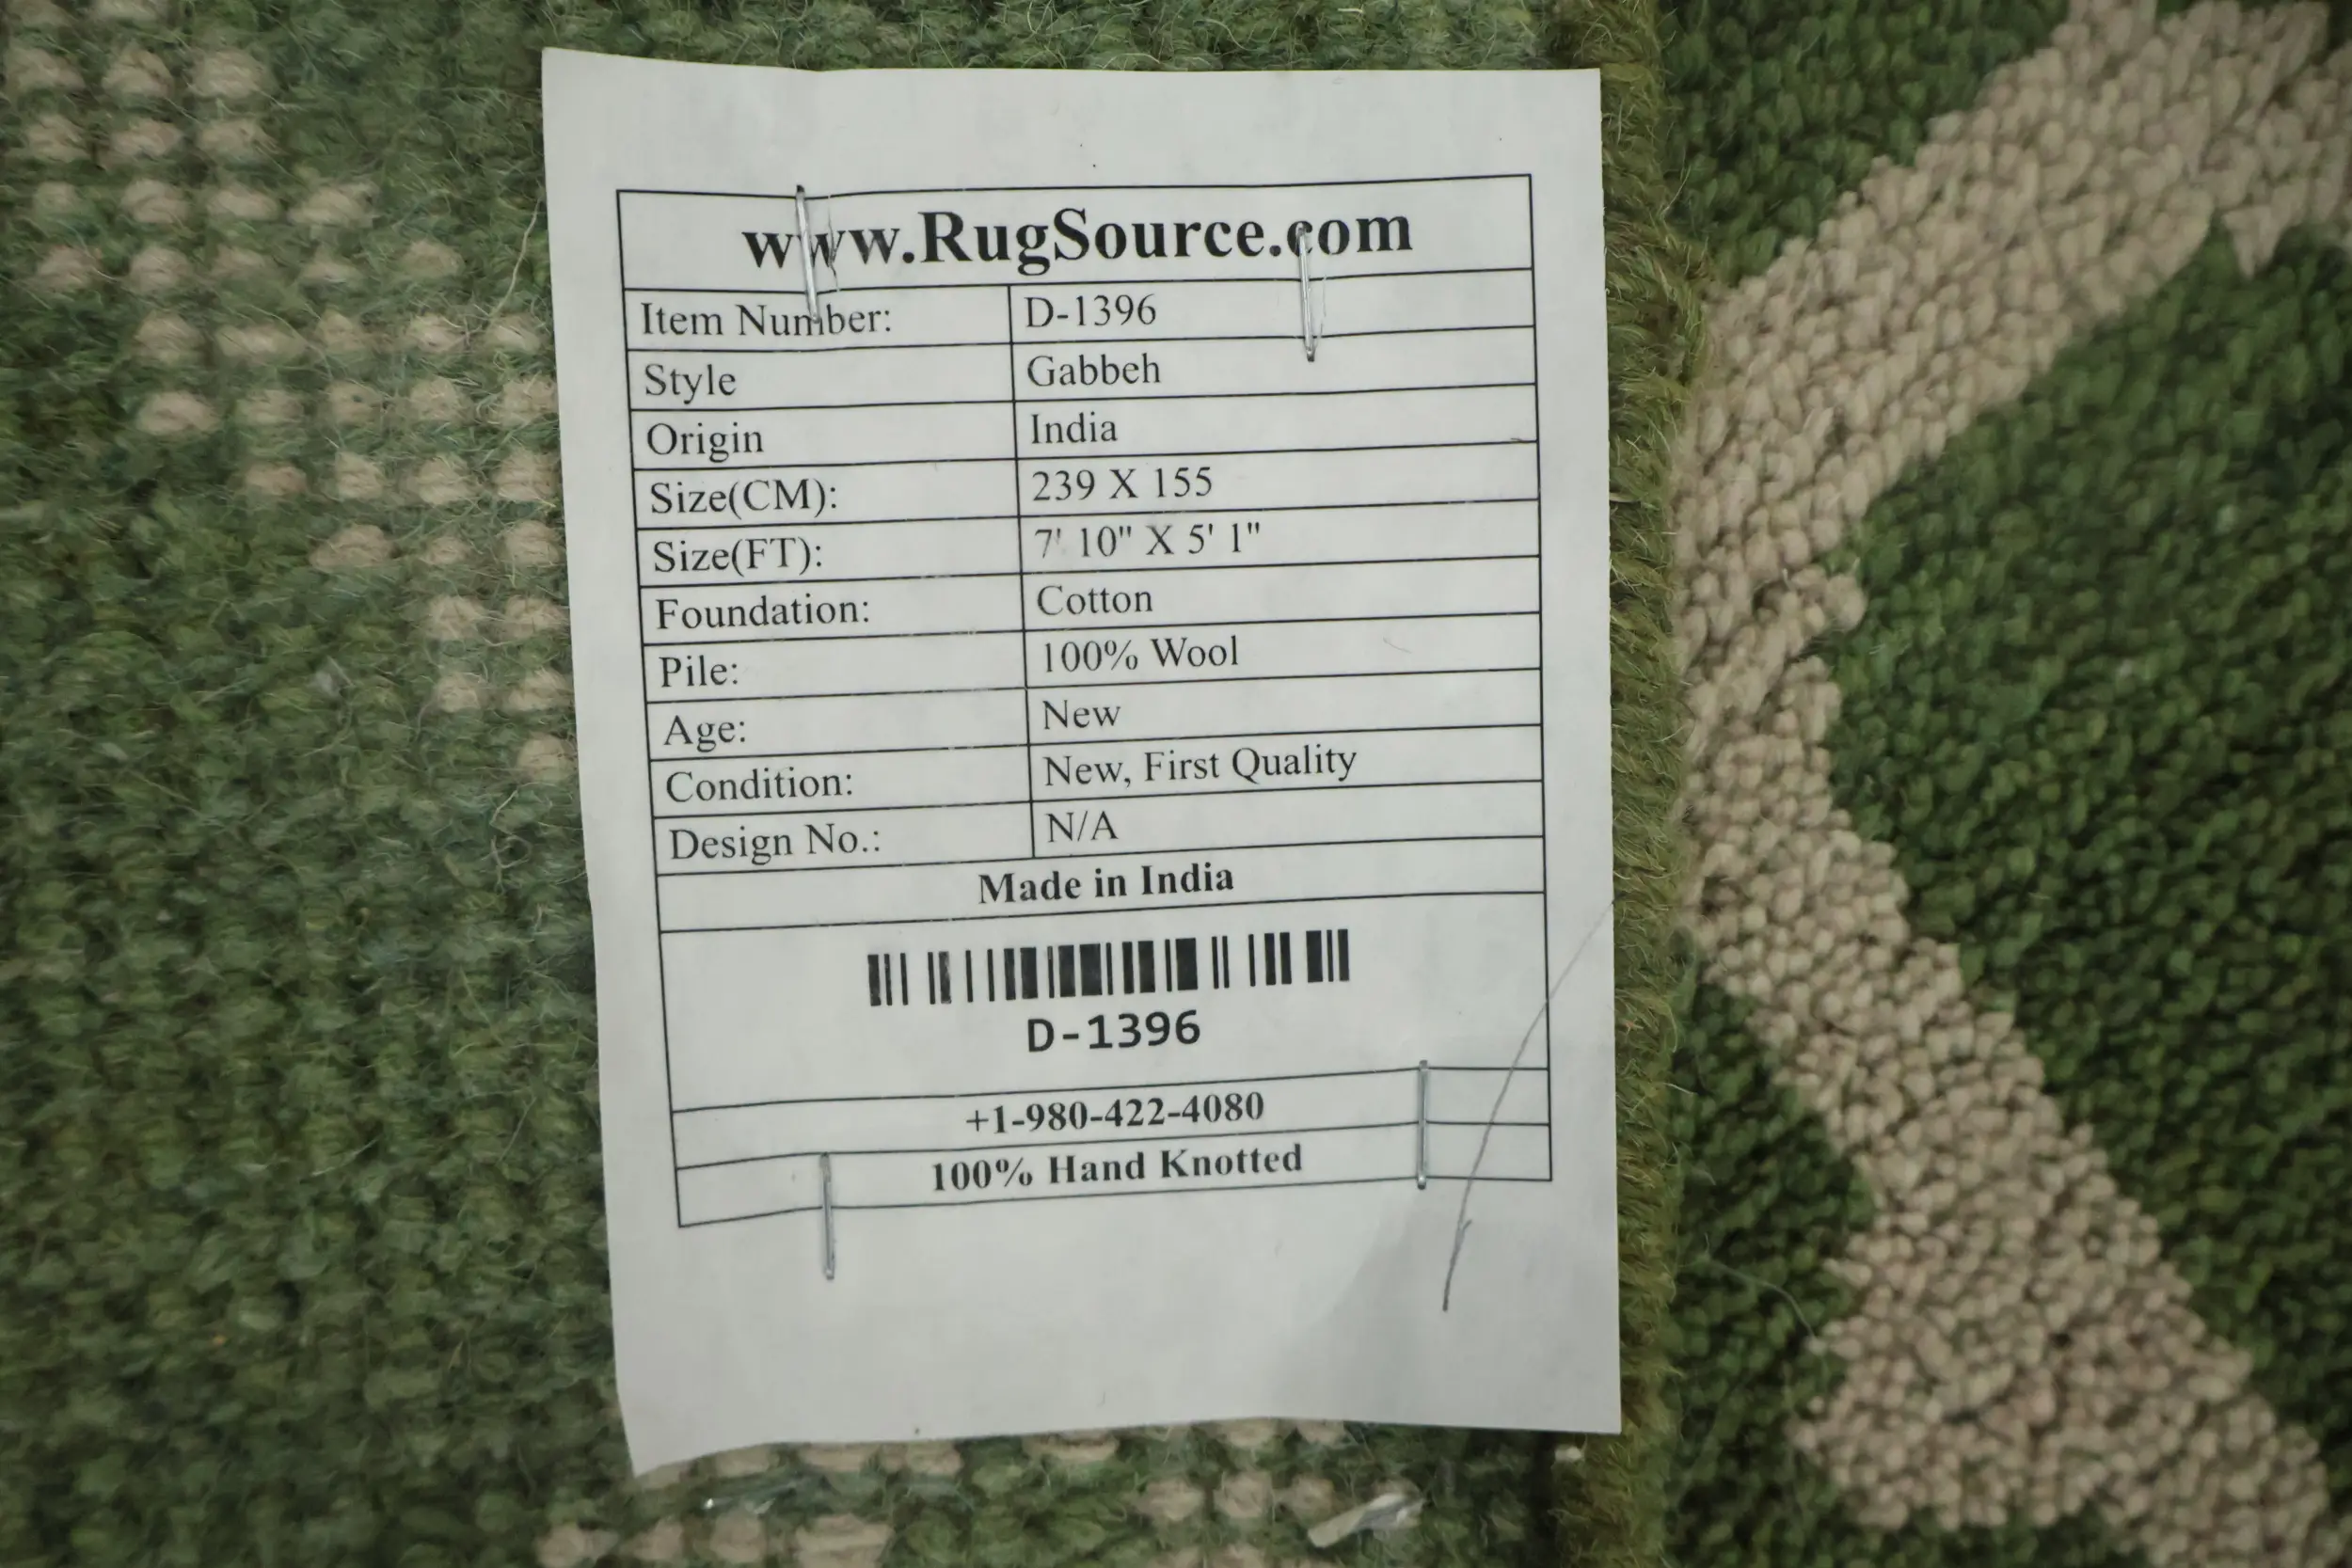 www.RugSource.com
Item Number: D-1396
Style Gabbeh
Origin India
Size(CM): 239 X 155
Size(FT): 7' 10" X 5' 1"
Foundation: Cotton
Pile: 100% Wool
Age: New
Condition: New, First Quality
Design No.: N/A
Made in India
D-1396
+1-980-422-4080
100% Hand Knotted